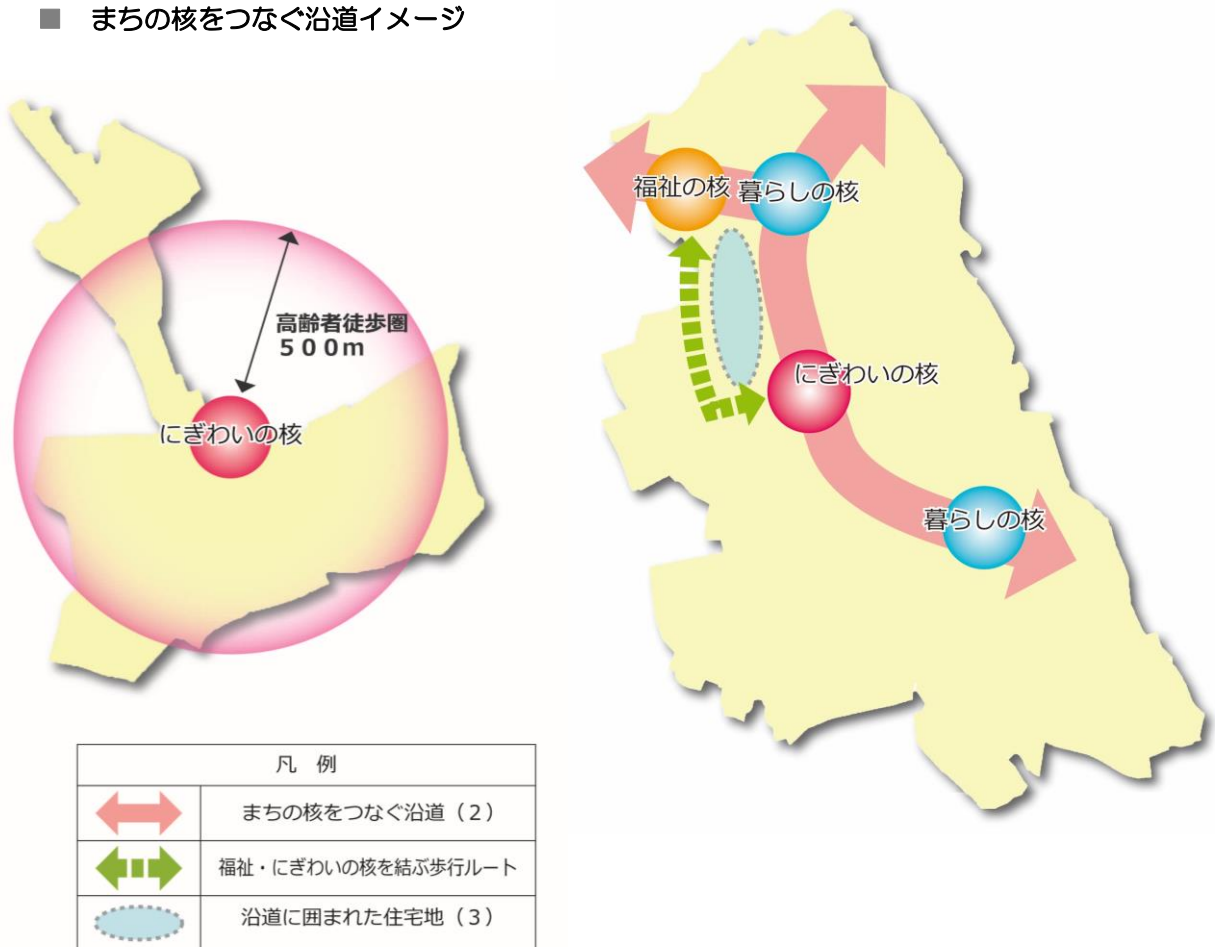 ■ まちの核をつなぐ沿道イメージ
高齢者徒歩圏
５００ｍ
にぎわいの核
福祉の核
暮らしの核
にぎわいの核
暮らしの核
凡 例
まちの核をつなぐ沿道（２）
福祉・にぎわいの核を結ぶ歩行ルート
沿道に囲まれた住宅地（３）